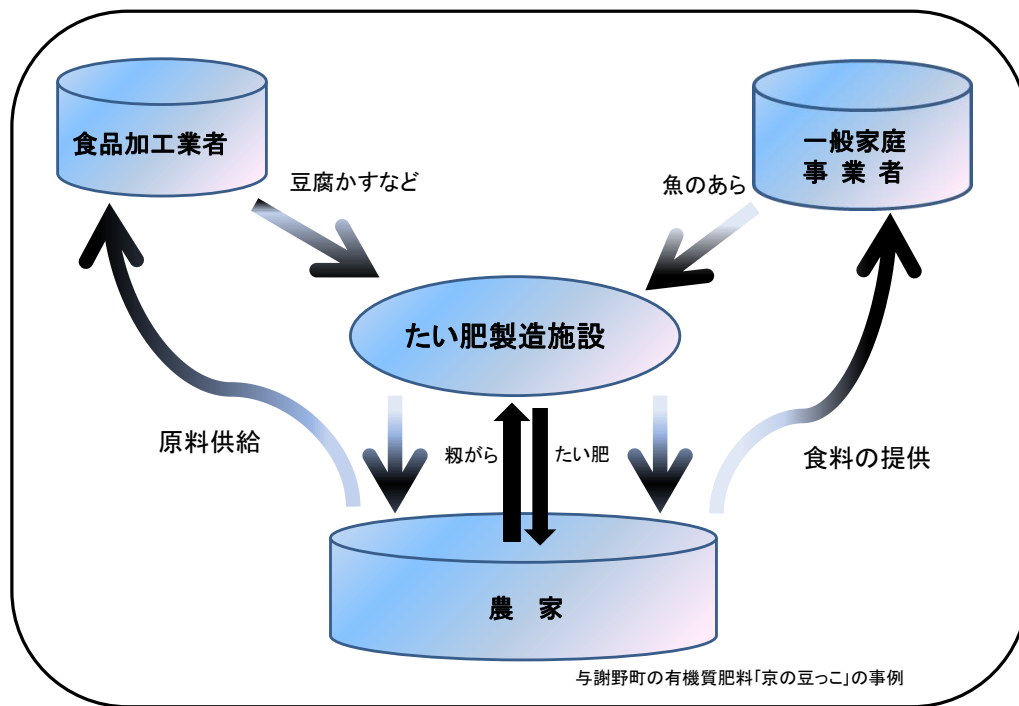 食品加工業者
一般家庭
事 業 者
豆腐かすなど
魚のあら
たい肥製造施設
原料供給
籾がら
たい肥
食料の提供
農 家
与謝野町の有機質肥料「京の豆っこ」の事例